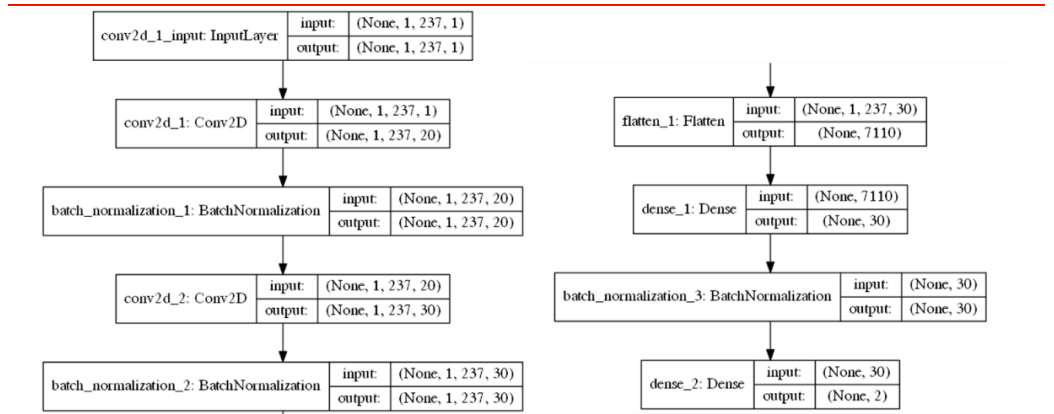 conv2d_1_input: InputLayer
input: (None, 1, 237, 1)
output: (None, 1, 237, 1)
conv2d_1: Conv2D
input: (None, 1, 237, 1)
output: (None, 1, 237, 20)
batch_normalization_1: BatchNormalization
input: (None, 1, 237, 20)
output: (None, 1, 237, 20)
conv2d_2: Conv2D
input: (None, 1, 237, 20)
output: (None, 1, 237, 30)
batch_normalization_2: BatchNormalization
input: (None, 1, 237, 30)
output: (None, 1, 237, 30)
flatten_1: Flatten
input: (None, 1, 237, 30)
output: (None, 7110)
dense_1: Dense
input: (None, 7110)
output: (None, 30)
batch_normalization_3: BatchNormalization
input: (None, 30)
output: (None, 30)
dense_2: Dense
input: (None, 30)
output: (None, 2)